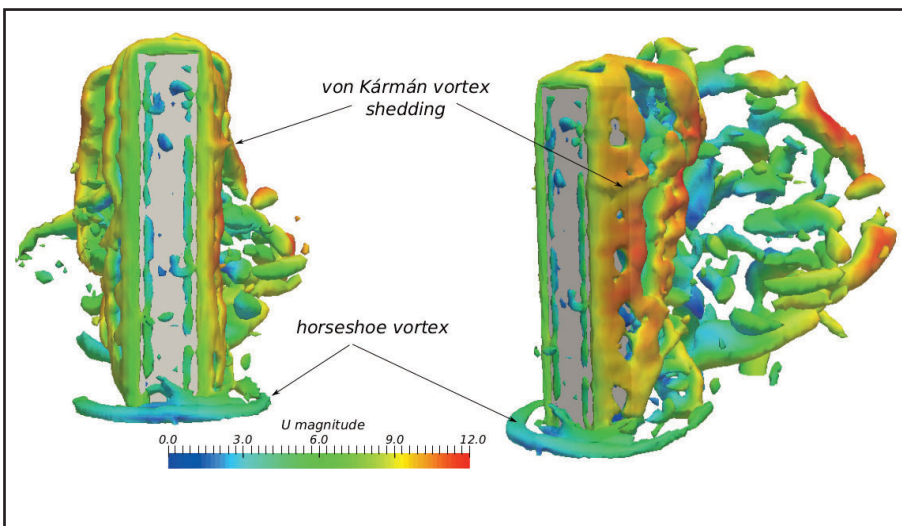 von Kármán vortex
shedding
horseshoe vortex
U magnitude
0.0 3.0 6.0 9.0 12.0